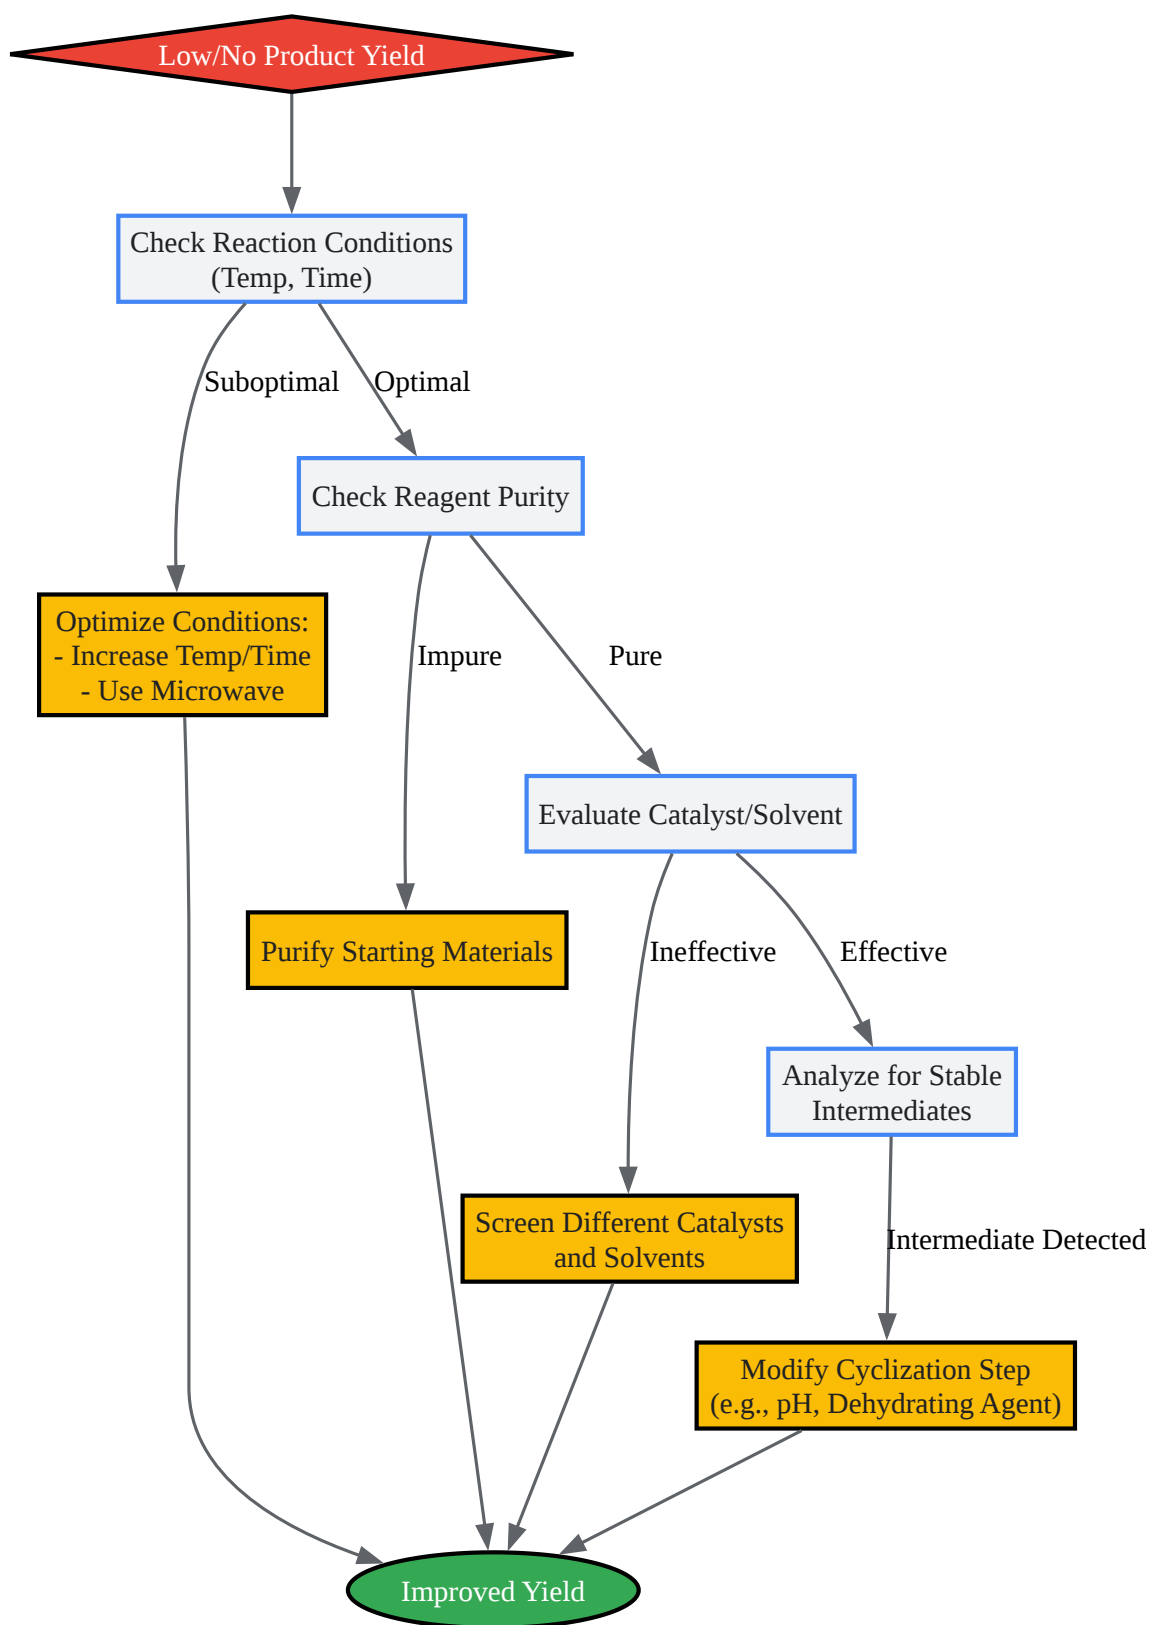 Low/No Product Yield
Check Reaction Conditions
(Temp, Time)
Suboptimal
Optimal
Check Reagent Purity
Optimize Conditions:
- Increase Temp/Time
- Use Microwave
Impure
Pure
Evaluate Catalyst/Solvent
Purify Starting Materials
Ineffective
Effective
Analyze for Stable
Intermediates
Screen Different Catalysts
and Solvents
Intermediate Detected
Modify Cyclization Step
(e.g., pH, Dehydrating Agent)
Improved Yield